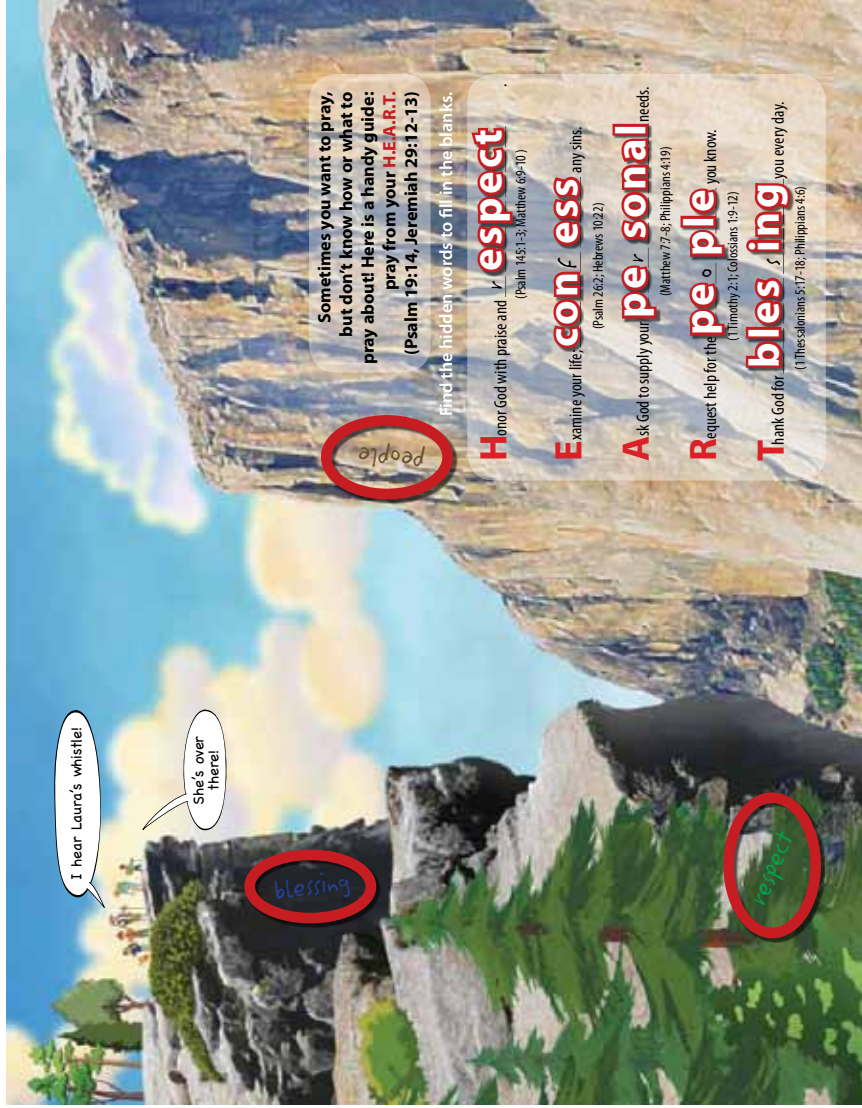 I hear Laura's whistle!
She's over
there!
Sometimes you want to pray,
but don't know how or what to
pray about! Here is a handy guide:
pray from your H.E.A.R.T.
(Psalm 19:14, Jeremiah 29:12-13)
Find the hidden words to fill in the blanks.
Honor God with praise and respect.
(Psalm 145:1-3; Matthew 6:9-10)
Examine your life; confess any sins.
(Psalm 26:2; Hebrews 10:22)
Ask God to supply your personal needs.
(Matthew 7:7-8; Philippians 4:19)
Request help for the people you know.
(1 Timothy 2:1; Colossians 1:9-12)
Thank God for blessing you every day.
(1 Thessalonians 5:17-18; Philippians 4:6)
people
blessing
respect